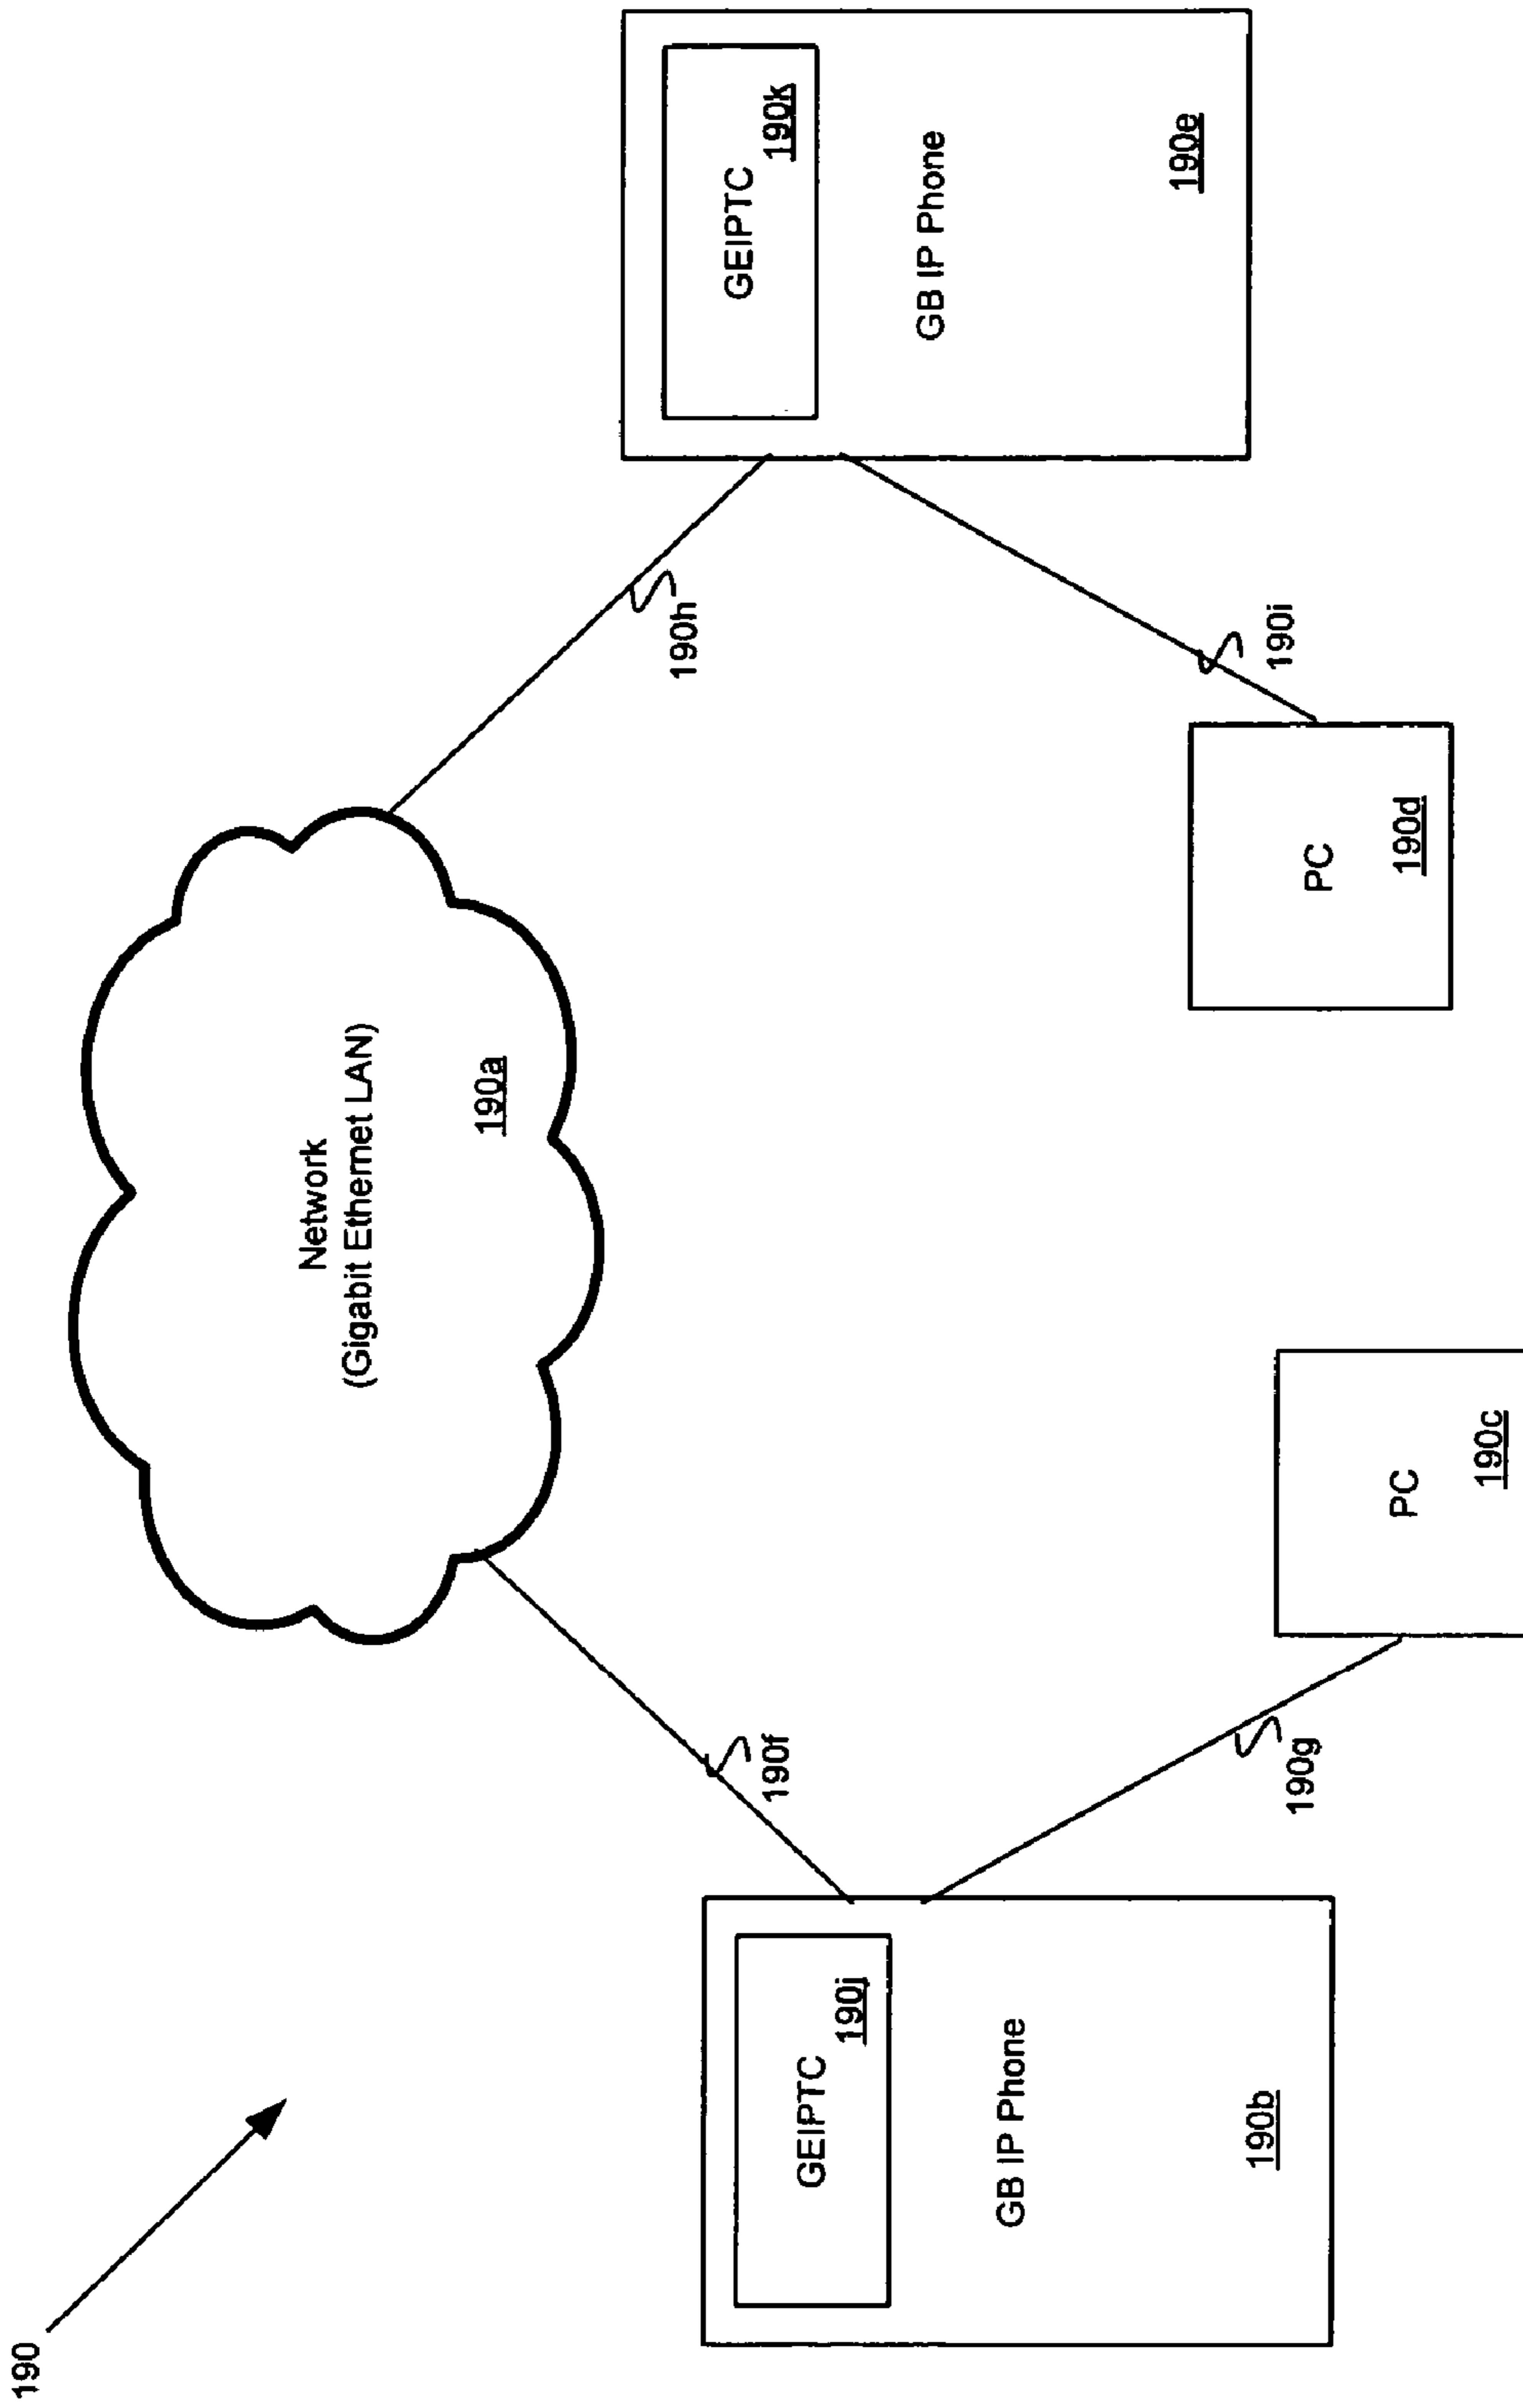 190
Network
(Gigabit Ethernet LAN)
190a
190f
190h
GEIPTC
190j
GB IP Phone
190b
190g
PC
190c
GEIPTC
190k
GB IP Phone
190e
190i
PC
190d